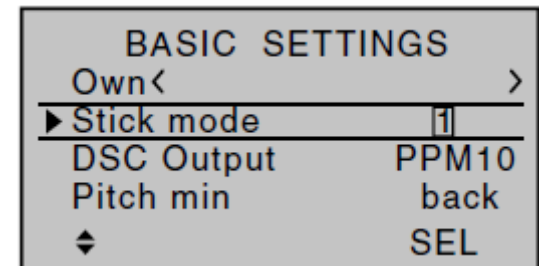 BASIC SETTINGS
Own< >
Stick mode 1
DSC Output PPM10
Pitch min back
SEL